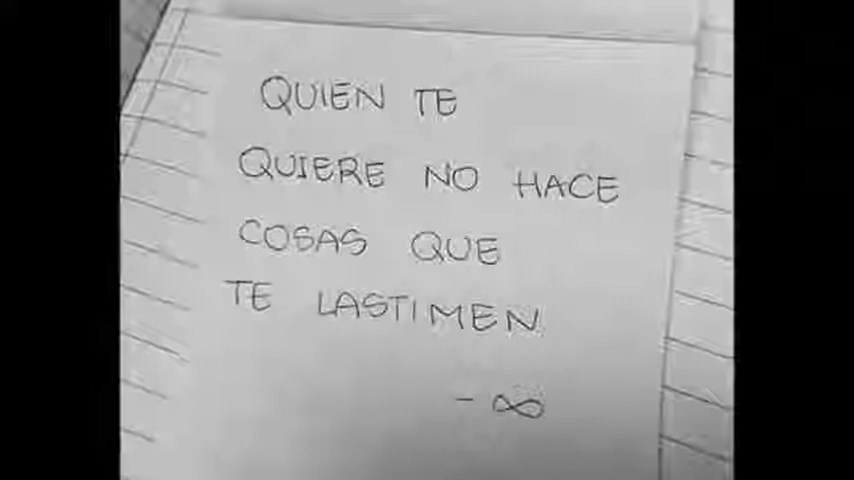 QUIEN TE
QUIERE NO HACE
COSAS QUE
TE LASTIMEN
- ∞